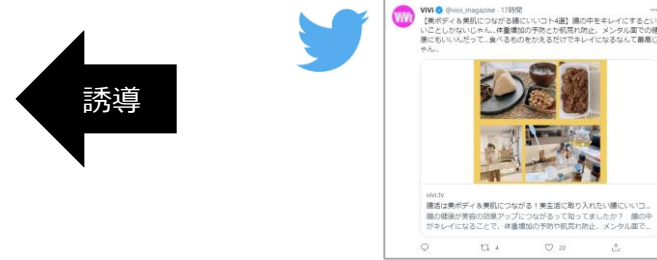 誘導
ViVi
ViVi @vivi_magazine · 17時間
【美ボディ＆美肌につながる腸にいいコト4選】腸の中をキレイにするとい
いことしかないじゃん...体重増加の予防とか肌荒れ防止、メンタル面での健
康にもいいんだって...食べるものをかえるだけでキレイになるなんて最高じ
ゃん...
vivi.tv
腸活は美ボディ＆美肌につながる！実生活に取り入れたい腸にいいコ...
腸の健康が美容の効果アップにつながるって知ってましたか？ 腸の中
がキレイになることで、体重増加の予防や肌荒れ防止、メンタル面で...
4
20